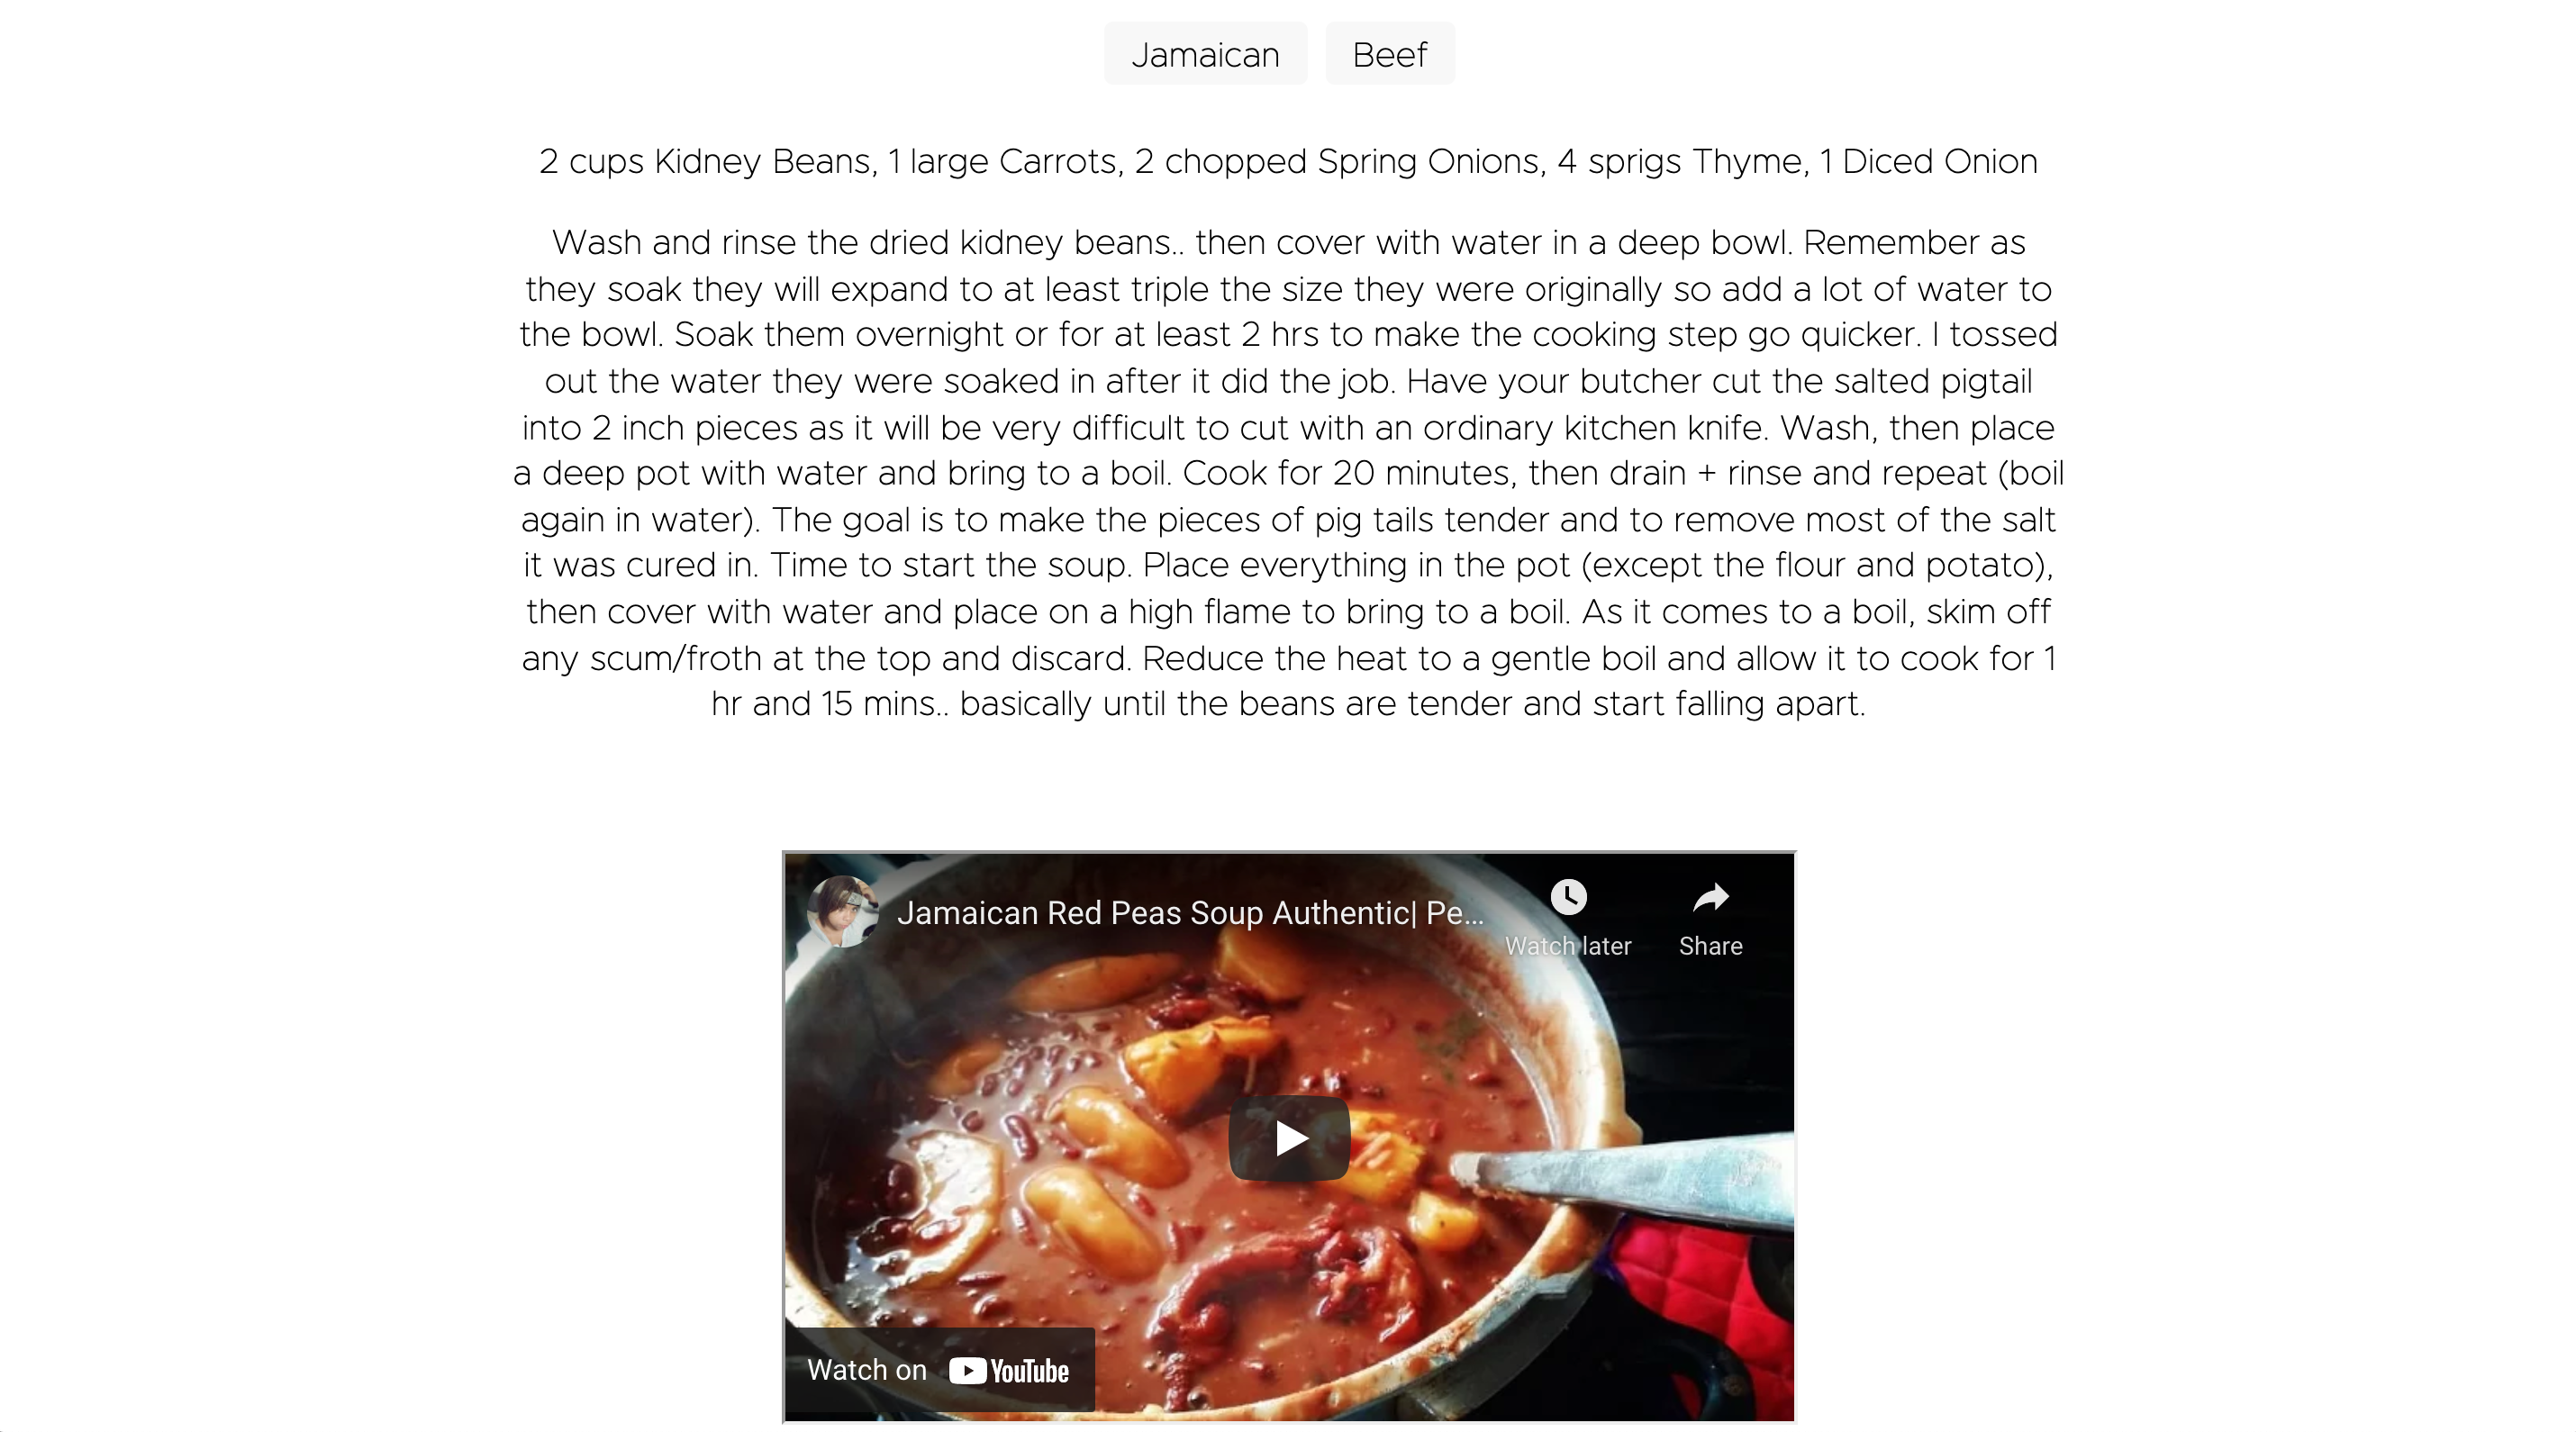 Jamaican Beef
2 cups Kidney Beans, 1 large Carrots, 2 chopped Spring Onions, 4 sprigs Thyme, 1 Diced Onion
Wash and rinse the dried kidney beans.. then cover with water in a deep bowl. Remember as
they soak they will expand to at least triple the size they were originally so add a lot of water to
the bowl. Soak them overnight or for at least 2 hrs to make the cooking step go quicker. I tossed
out the water they were soaked in after it did the job. Have your butcher cut the salted pigtail
into 2 inch pieces as it will be very difficult to cut with an ordinary kitchen knife. Wash, then place
a deep pot with water and bring to a boil. Cook for 20 minutes, then drain + rinse and repeat (boil
again in water). The goal is to make the pieces of pig tails tender and to remove most of the salt
it was cured in. Time to start the soup. Place everything in the pot (except the flour and potato),
then cover with water and place on a high flame to bring to a boil. As it comes to a boil, skim off
any scum/froth at the top and discard. Reduce the heat to a gentle boil and allow it to cook for 1
hr and 15 mins.. basically until the beans are tender and start falling apart.
Jamaican Red Peas Soup Authentic| Pe...
Watch later Share
Watch on YouTube